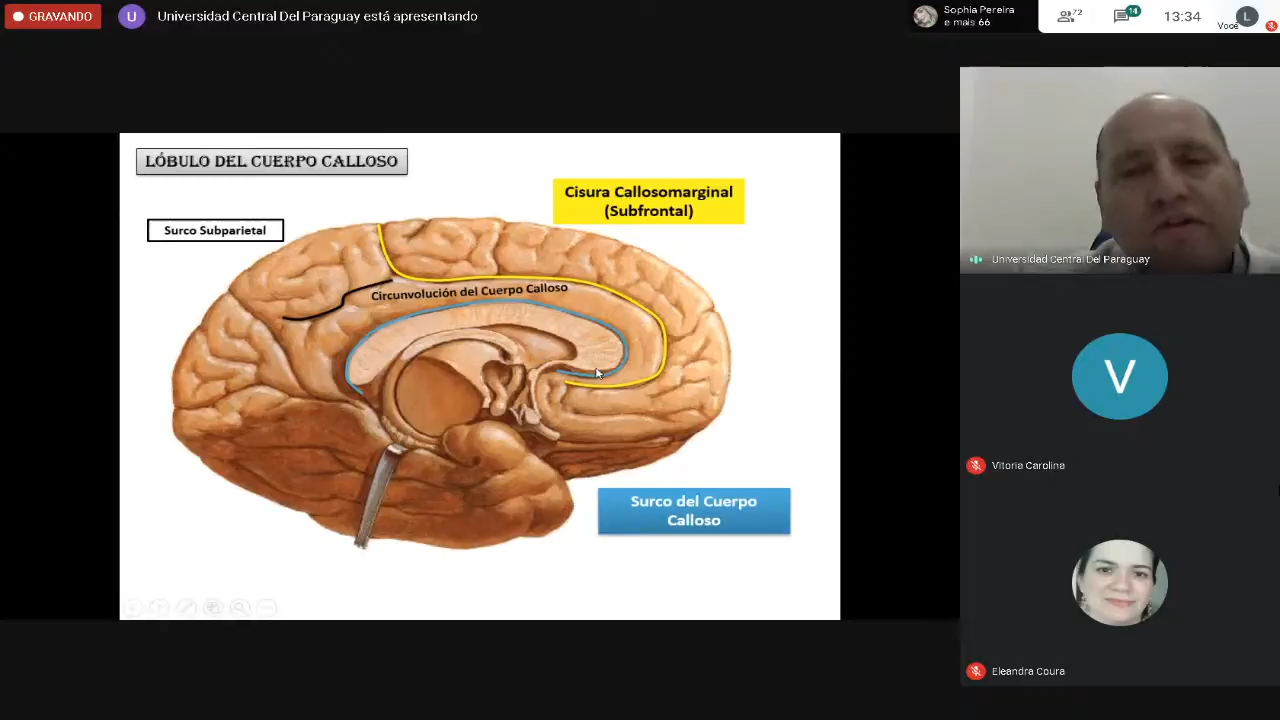 GRAVANDO
U
Universidad Central Del Paraguay está apresentando
Sophia Pereira
e mais 66
72
14
13:34
L
Você
LÓBULO DEL CUERPO CALLOSO
Cisura Callosomarginal
(Subfrontal)
Surco Subparietal
Circunvolución del Cuerpo Calloso
Surco del Cuerpo
Calloso
Universidad Central Del Paraguay
V
Vitoria Carolina
Eleandra Coura